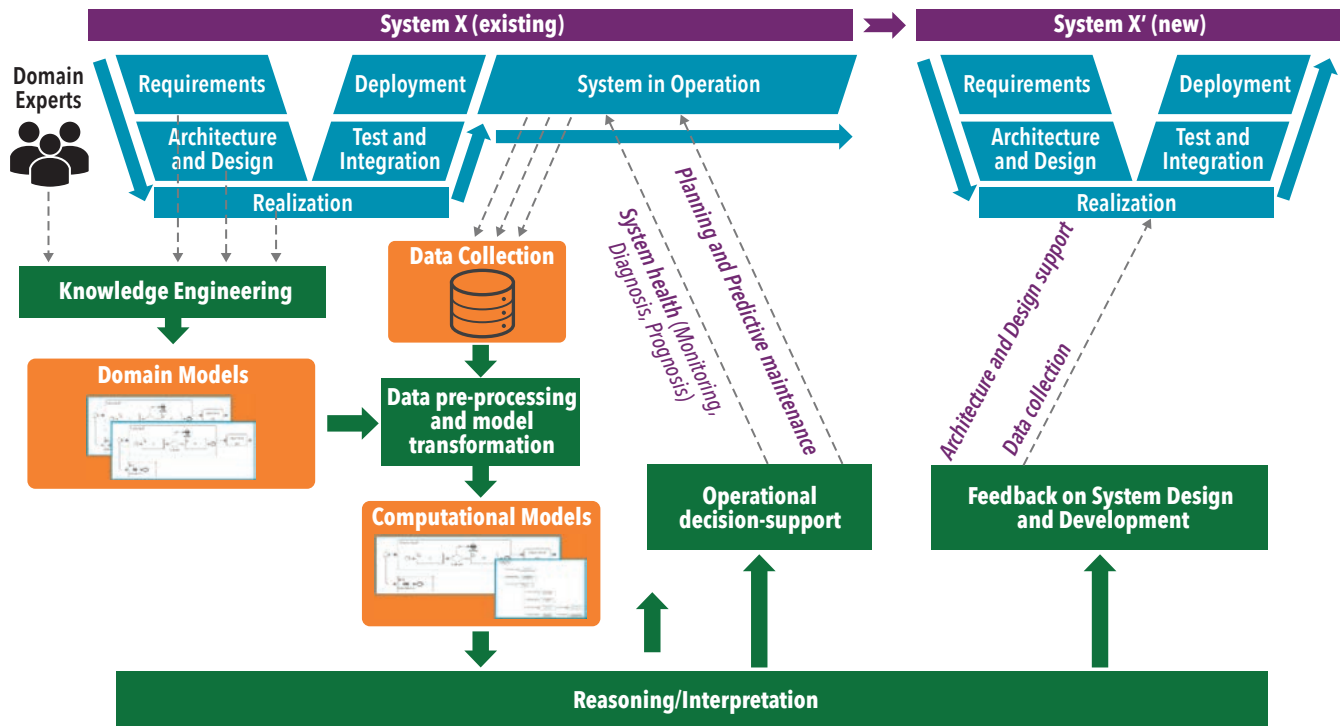 System X (existing)
System X’ (new)
Domain
Experts
Requirements
Deployment
System in Operation
Architecture
and Design
Test and
Integration
Realization
Requirements
Deployment
Architecture
and Design
Test and
Integration
Realization
Knowledge Engineering
Data Collection
Domain Models
Data pre-processing
and model
transformation
Computational Models
System health (Monitoring,
Diagnosis, Prognosis)
Planning and Predictive maintenance
Architecture and Design support
Data collection
Operational
decision-support
Feedback on System Design
and Development
Reasoning/Interpretation